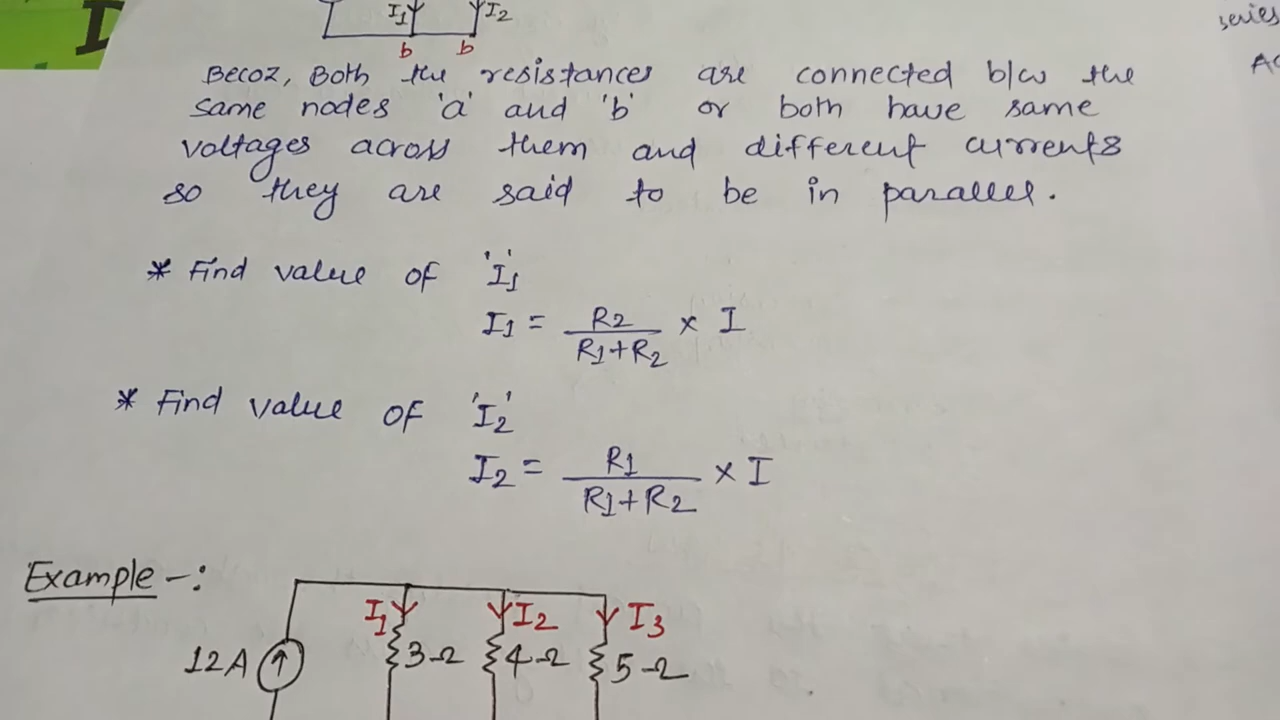 I
I1 I2
b b
series
Becoz, Both the resistances are connected b/w the
same nodes 'a' and 'b' or both have same
voltages across them and different currents
so they are said to be in parallel.
* Find value of 'I1'
I1 = R2 / R1+R2 × I
* Find value of 'I2'
I2 = R1 / R1+R2 × I
Example -:
I1 I2 I3
12A 3Ω 4Ω 5Ω